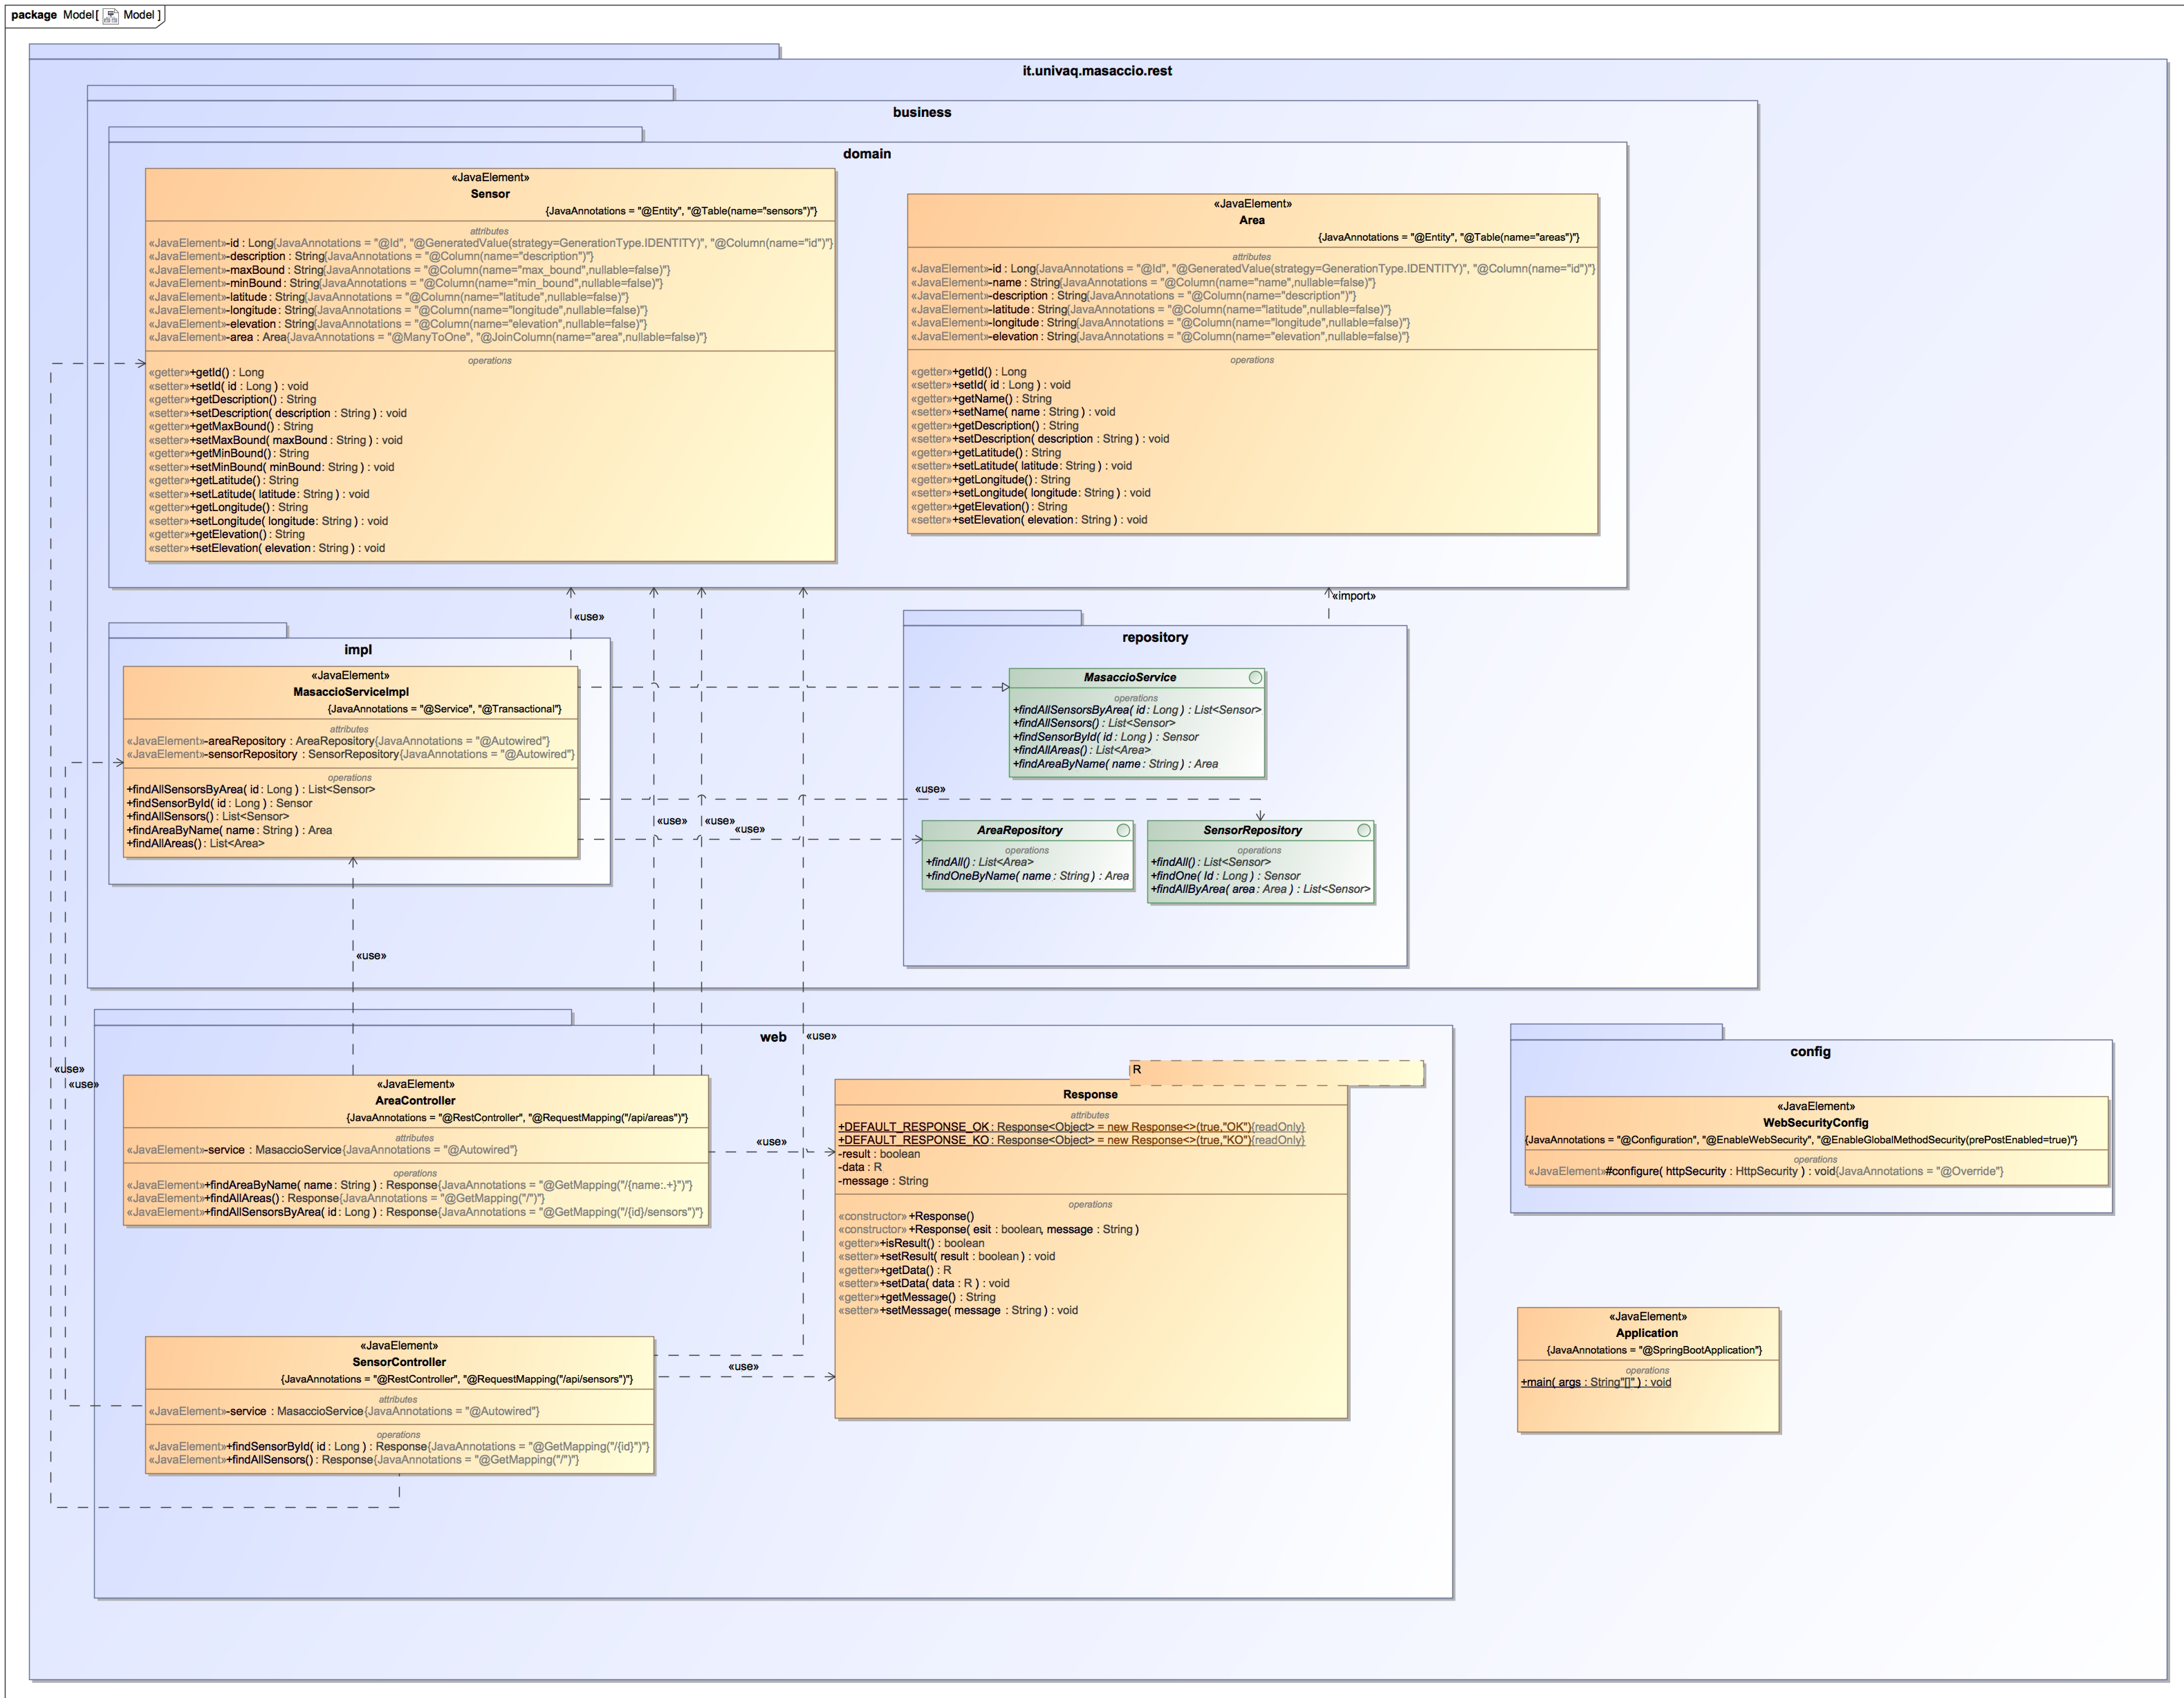 package Model[ Model ]
it.univaq.masaccio.rest
business
domain
«JavaElement»
Sensor
{JavaAnnotations = "@Entity", "@Table(name="sensors")"}
attributes
«JavaElement»-id : Long{JavaAnnotations = "@Id", "@GeneratedValue(strategy=GenerationType.IDENTITY)", "@Column(name="id")"}
«JavaElement»-description : String{JavaAnnotations = "@Column(name="description")"}
«JavaElement»-maxBound : String{JavaAnnotations = "@Column(name="max_bound",nullable=false)"}
«JavaElement»-minBound : String{JavaAnnotations = "@Column(name="min_bound",nullable=false)"}
«JavaElement»-latitude : String{JavaAnnotations = "@Column(name="latitude",nullable=false)"}
«JavaElement»-longitude : String{JavaAnnotations = "@Column(name="longitude",nullable=false)"}
«JavaElement»-elevation : String{JavaAnnotations = "@Column(name="elevation",nullable=false)"}
«JavaElement»-area : Area{JavaAnnotations = "@ManyToOne", "@JoinColumn(name="area",nullable=false)"}
operations
«getter»+getId() : Long
«setter»+setId( id : Long ) : void
«getter»+getDescription() : String
«setter»+setDescription( description : String ) : void
«getter»+getMaxBound() : String
«setter»+setMaxBound( maxBound : String ) : void
«getter»+getMinBound() : String
«setter»+setMinBound( minBound : String ) : void
«getter»+getLatitude() : String
«setter»+setLatitude( latitude : String ) : void
«getter»+getLongitude() : String
«setter»+setLongitude( longitude : String ) : void
«getter»+getElevation() : String
«setter»+setElevation( elevation : String ) : void
«JavaElement»
Area
{JavaAnnotations = "@Entity", "@Table(name="areas")"}
attributes
«JavaElement»-id : Long{JavaAnnotations = "@Id", "@GeneratedValue(strategy=GenerationType.IDENTITY)", "@Column(name="id")"}
«JavaElement»-name : String{JavaAnnotations = "@Column(name="name",nullable=false)"}
«JavaElement»-description : String{JavaAnnotations = "@Column(name="description")"}
«JavaElement»-latitude : String{JavaAnnotations = "@Column(name="latitude",nullable=false)"}
«JavaElement»-longitude : String{JavaAnnotations = "@Column(name="longitude",nullable=false)"}
«JavaElement»-elevation : String{JavaAnnotations = "@Column(name="elevation",nullable=false)"}
operations
«getter»+getId() : Long
«setter»+setId( id : Long ) : void
«getter»+getName() : String
«setter»+setName( name : String ) : void
«getter»+getDescription() : String
«setter»+setDescription( description : String ) : void
«getter»+getLatitude() : String
«setter»+setLatitude( latitude : String ) : void
«getter»+getLongitude() : String
«setter»+setLongitude( longitude : String ) : void
«getter»+getElevation() : String
«setter»+setElevation( elevation : String ) : void
«use»
«import»
impl
«JavaElement»
MasaccioServiceImpl
{JavaAnnotations = "@Service", "@Transactional"}
attributes
«JavaElement»-areaRepository : AreaRepository{JavaAnnotations = "@Autowired"}
«JavaElement»-sensorRepository : SensorRepository{JavaAnnotations = "@Autowired"}
operations
+findAllSensorsByArea( id : Long ) : List<Sensor>
+findSensorById( id : Long ) : Sensor
+findAllSensors() : List<Sensor>
+findAreaByName( name : String ) : Area
+findAllAreas() : List<Area>
repository
MasaccioService
operations
+findAllSensorsByArea( id : Long ) : List<Sensor>
+findAllSensors() : List<Sensor>
+findSensorById( id : Long ) : Sensor
+findAllAreas() : List<Area>
+findAreaByName( name : String ) : Area
«use»
«use»
«use»
«use»
AreaRepository
operations
+findAll() : List<Area>
+findOneByName( name : String ) : Area
SensorRepository
operations
+findAll() : List<Sensor>
+findOne( Id : Long ) : Sensor
+findAllByArea( area : Area ) : List<Sensor>
«use»
web
«use»
«use»
«use»
«JavaElement»
AreaController
{JavaAnnotations = "@RestController", "@RequestMapping("/api/areas")"}
attributes
«JavaElement»-service : MasaccioService{JavaAnnotations = "@Autowired"}
operations
«JavaElement»+findAreaByName( name : String ) : Response{JavaAnnotations = "@GetMapping("/{name:.+}")"}
«JavaElement»+findAllAreas() : Response{JavaAnnotations = "@GetMapping("/")"}
«JavaElement»+findAllSensorsByArea( id : Long ) : Response{JavaAnnotations = "@GetMapping("/{id}/sensors")"}
«use»
R
Response
attributes
+DEFAULT_RESPONSE_OK : Response<Object> = new Response<>(true,"OK"){readOnly}
+DEFAULT_RESPONSE_KO : Response<Object> = new Response<>(true,"KO"){readOnly}
-result : boolean
-data : R
-message : String
operations
«constructor»+Response()
«constructor»+Response( esit : boolean, message : String )
«getter»+isResult() : boolean
«setter»+setResult( result : boolean ) : void
«getter»+getData() : R
«setter»+setData( data : R ) : void
«getter»+getMessage() : String
«setter»+setMessage( message : String ) : void
«JavaElement»
SensorController
{JavaAnnotations = "@RestController", "@RequestMapping("/api/sensors")"}
attributes
«JavaElement»-service : MasaccioService{JavaAnnotations = "@Autowired"}
operations
«JavaElement»+findSensorById( id : Long ) : Response{JavaAnnotations = "@GetMapping("/{id}")"}
«JavaElement»+findAllSensors() : Response{JavaAnnotations = "@GetMapping("/")"}
«use»
config
«JavaElement»
WebSecurityConfig
{JavaAnnotations = "@Configuration", "@EnableWebSecurity", "@EnableGlobalMethodSecurity(prePostEnabled=true)"}
operations
«JavaElement»#configure( httpSecurity : HttpSecurity ) : void{JavaAnnotations = "@Override"}
«JavaElement»
Application
{JavaAnnotations = "@SpringBootApplication"}
operations
+main( args : String"[]" ) : void